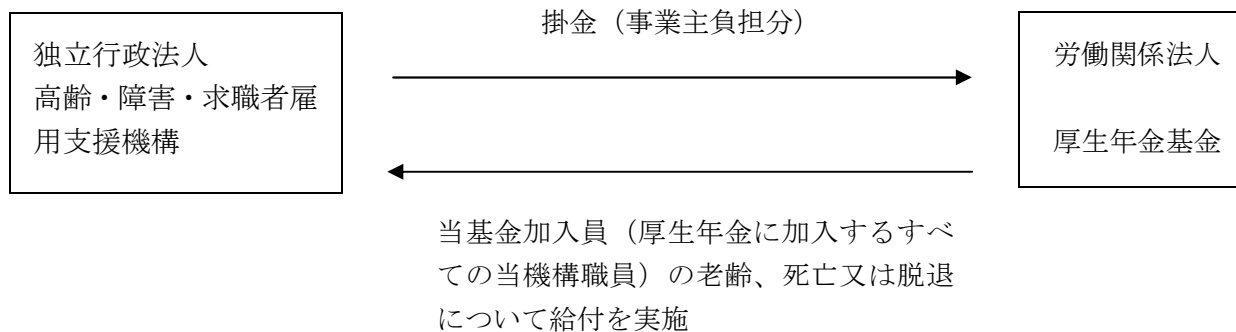 独立行政法人
高齢・障害・求職者雇
用支援機構
掛金（事業主負担分）
労働関係法人
厚生年金基金
当基金加入員（厚生年金に加入するすべ
ての当機構職員）の老齢、死亡又は脱退
について給付を実施